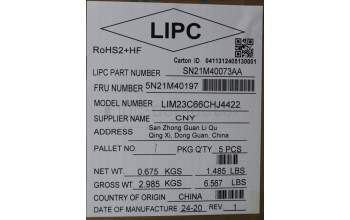 LIPC
RoHS2+HF
Carton ID 0411312405130001
LIPC PART NUMBER SN21M40073AA
FRU NUMBER 5N21M40197
MODEL NUMBER LIM23C66CHJ4422
SUPPLIER NAME CNY
ADDRESS San Zhong Guan Li Qu
Qing Xi, Dong Guan, China
PALLET NO / PKG Q'TY 5 PCS
NET WT 0.675 KGS 1.485 LBS
GROSS WT 2.985 KGS 6.567 LBS
COUNTRY OF ORIGIN CHINA
DATE OF MANUFACTURE 24-20 REV 1